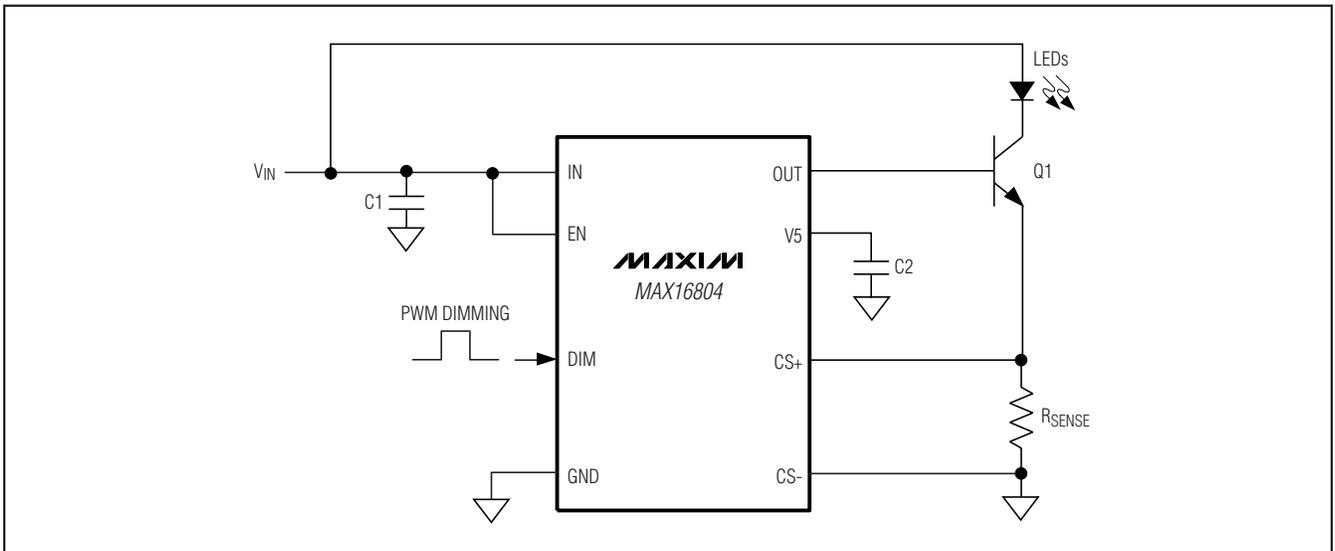 LEDs
VIN
IN
OUT
Q1
C1
EN
V5
MAXIM
C2
MAX16804
PWM DIMMING
DIM
CS+
RSENSE
GND
CS-